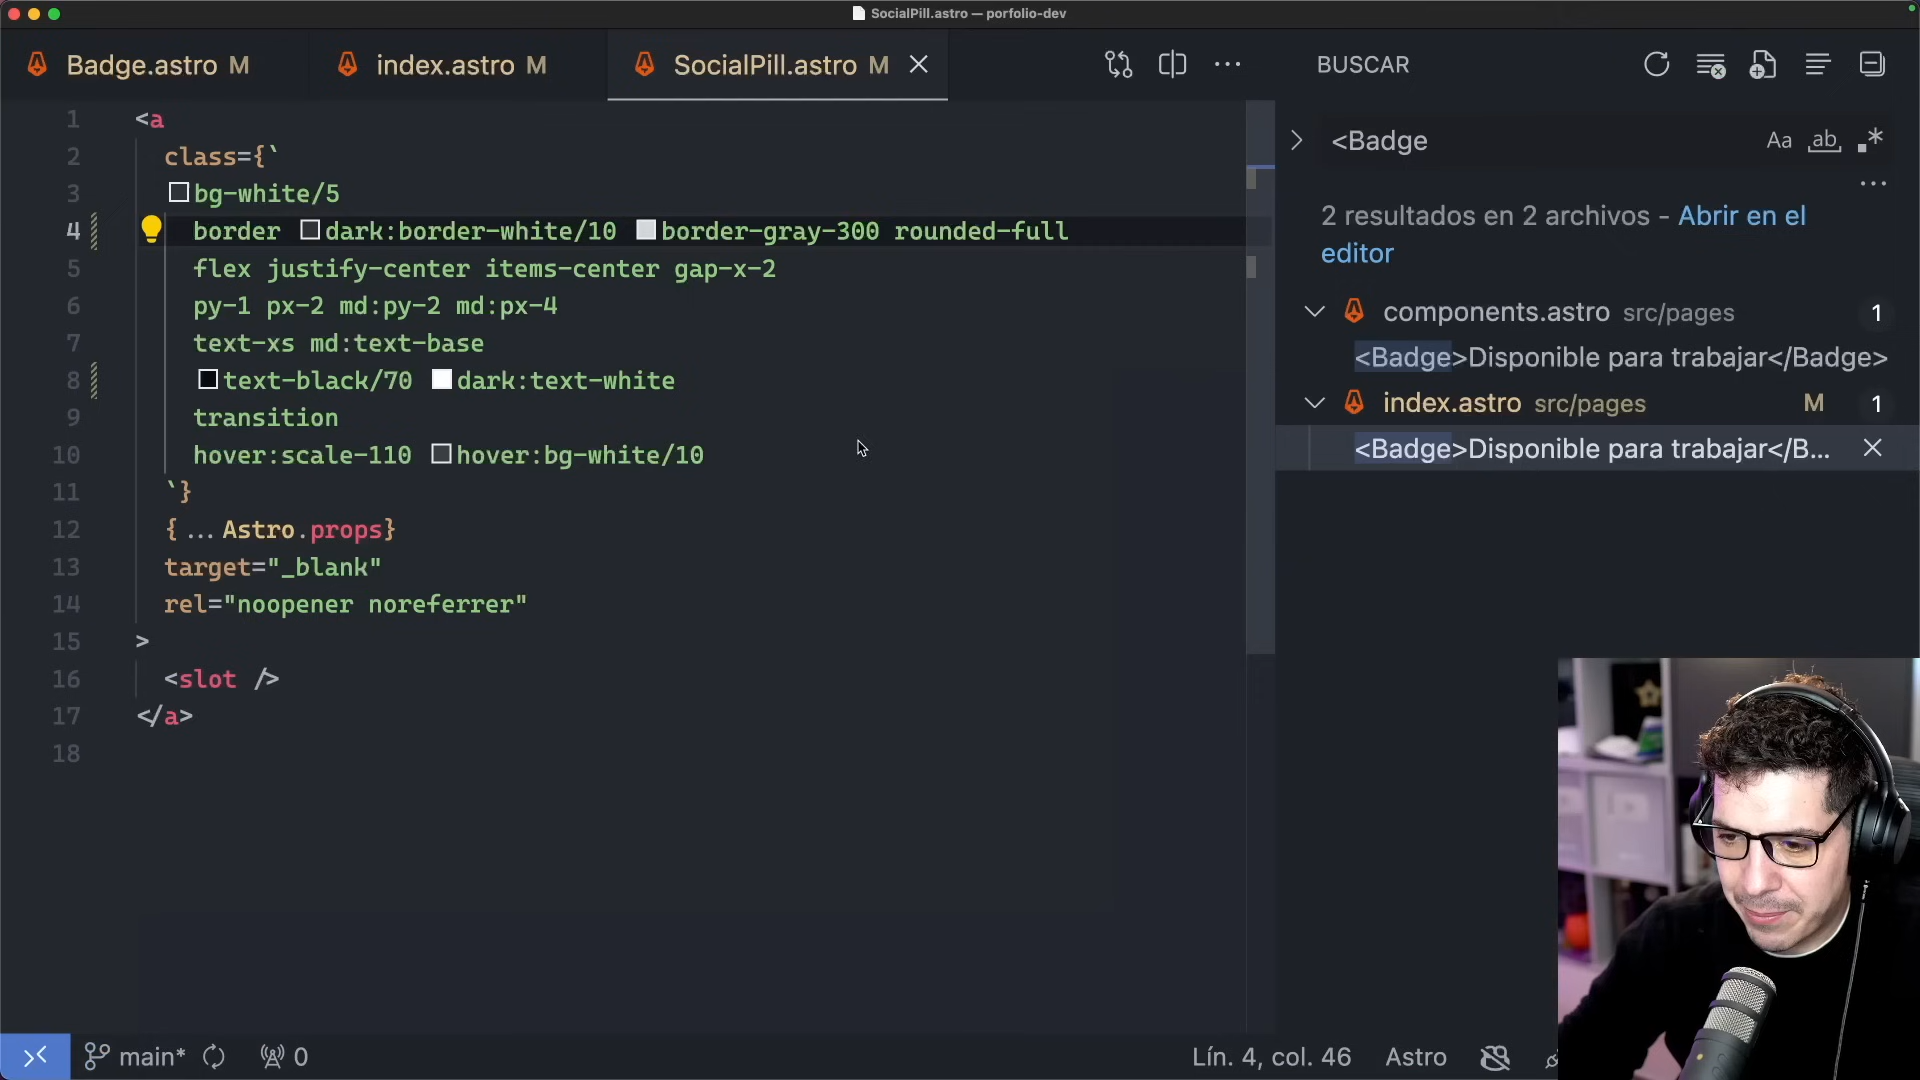 SocialPill.astro — porfolio-dev
Badge.astro M
index.astro M
SocialPill.astro M
BUSCAR
1 <a
2 class={`
3 bg-white/5
4 border dark:border-white/10 border-gray-300 rounded-full
5 flex justify-center items-center gap-x-2
6 py-1 px-2 md:py-2 md:px-4
7 text-xs md:text-base
8 text-black/70 dark:text-white
9 transition
10 hover:scale-110 hover:bg-white/10
11 `}
12 {...Astro.props}
13 target="_blank"
14 rel="noopener noreferrer"
15 >
16 <slot />
17 </a>
18
<Badge
Aa ab .*
2 resultados en 2 archivos - Abrir en el
editor
components.astro src/pages 1
<Badge>Disponible para trabajar</Badge>
index.astro src/pages M 1
<Badge>Disponible para trabajar</B...
main* 0 Lín. 4, col. 46 Astro